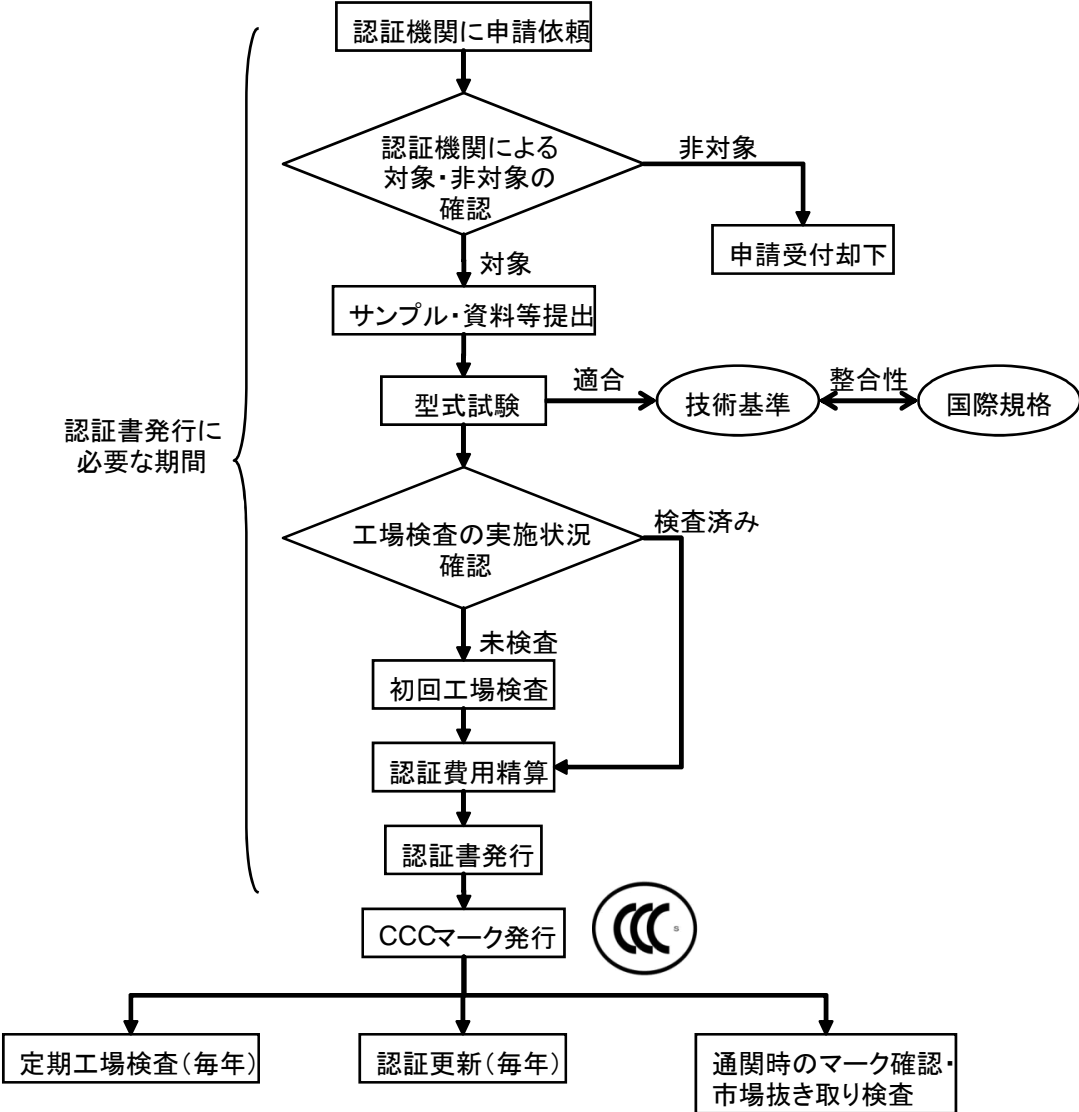 認証機関に申請依頼
認証機関による
対象・非対象の
確認
非対象
申請受付却下
対象
サンプル・資料等提出
型式試験
適合
技術基準
整合性
国際規格
認証書発行に
必要な期間
工場検査の実施状況
確認
検査済み
未検査
初回工場検査
認証費用精算
認証書発行
CCCマーク発行
CCC S
定期工場検査（毎年）
認証更新（毎年）
通関時のマーク確認・
市場抜き取り検査